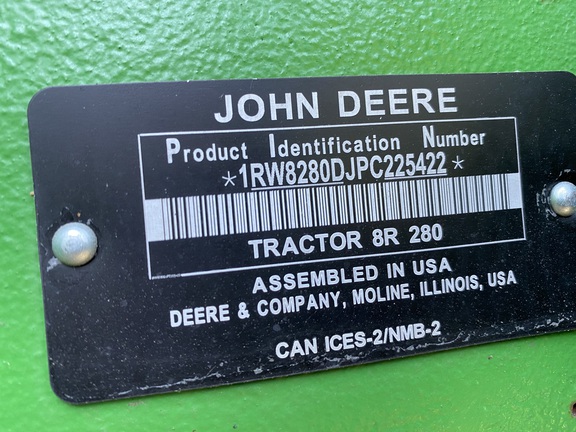 JOHN DEERE
Product Identification Number
*1RW8280DJPC225422*
TRACTOR 8R 280
ASSEMBLED IN USA
DEERE & COMPANY, MOLINE, ILLINOIS, USA
CAN ICES-2/NMB-2